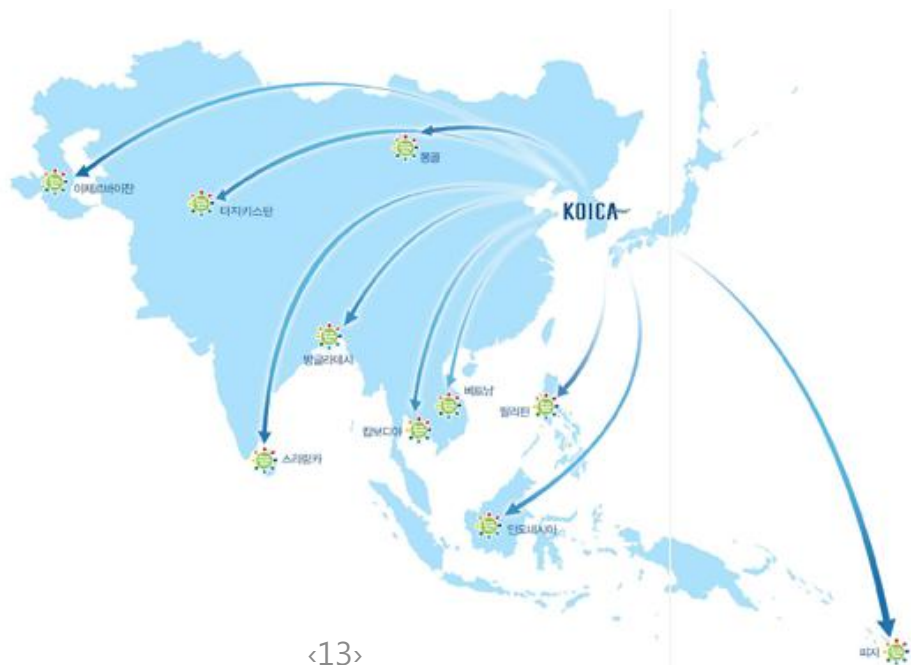 몽골
아제르바이잔
타지키스탄
KOICA
방글라데시
베트남
필리핀
캄보디아
스리랑카
인도네시아
피지
‹13›